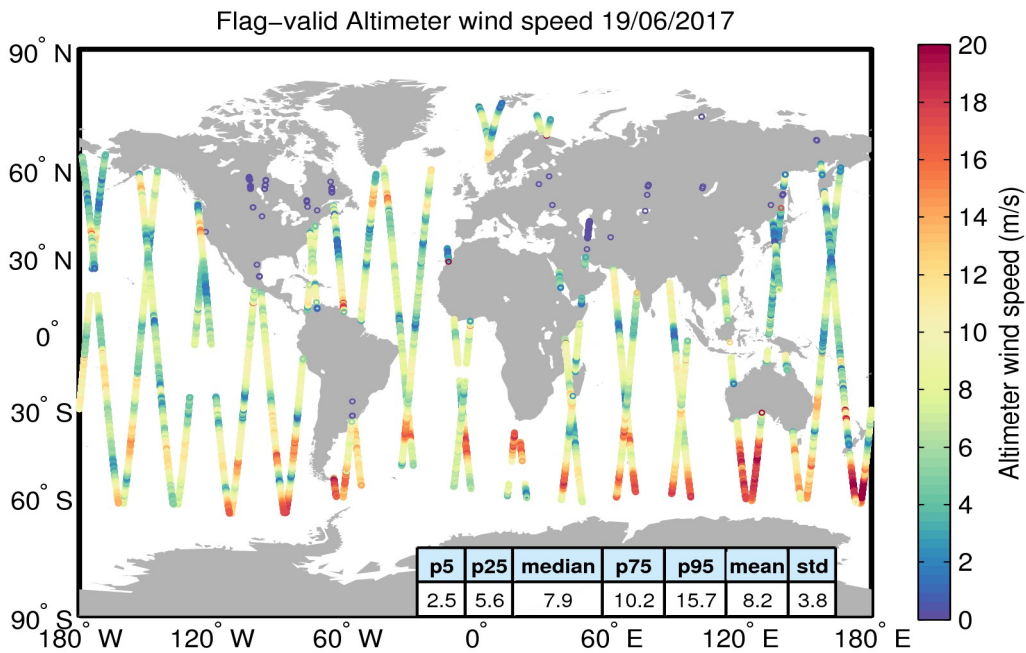 Flag−valid Altimeter wind speed 19/06/2017
90° N
60° N
30° N
0°
30° S
60° S
90° S
180° W
120° W
60° W
0°
60° E
120° E
180° E
p5 p25 median p75 p95 mean std
2.5 5.6 7.9 10.2 15.7 8.2 3.8
20
18
16
14
12
10
8
6
4
2
0
Altimeter wind speed (m/s)